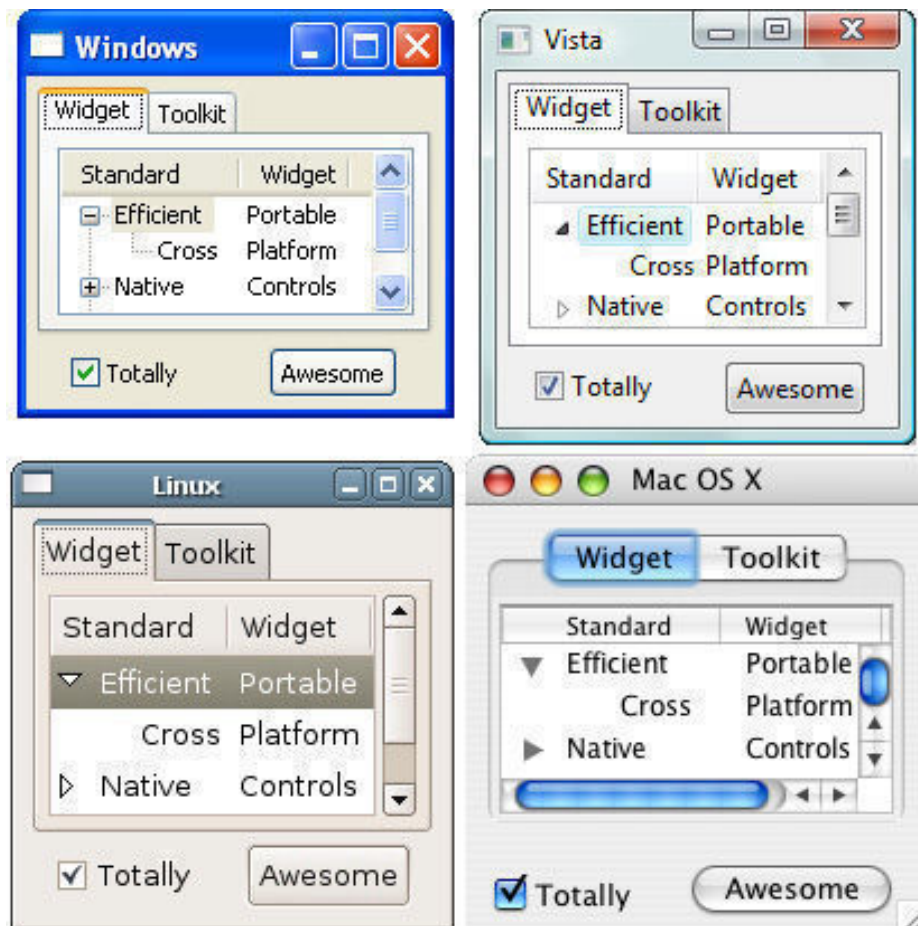 Windows
Widget Toolkit
Standard Widget
Efficient Portable
Cross Platform
Native Controls
Totally Awesome
Vista
Widget Toolkit
Standard Widget
Efficient Portable
Cross Platform
Native Controls
Totally Awesome
Linux
Widget Toolkit
Standard Widget
Efficient Portable
Cross Platform
Native Controls
Totally Awesome
Mac OS X
Widget Toolkit
Standard Widget
Efficient Portable
Cross Platform
Native Controls
Totally Awesome